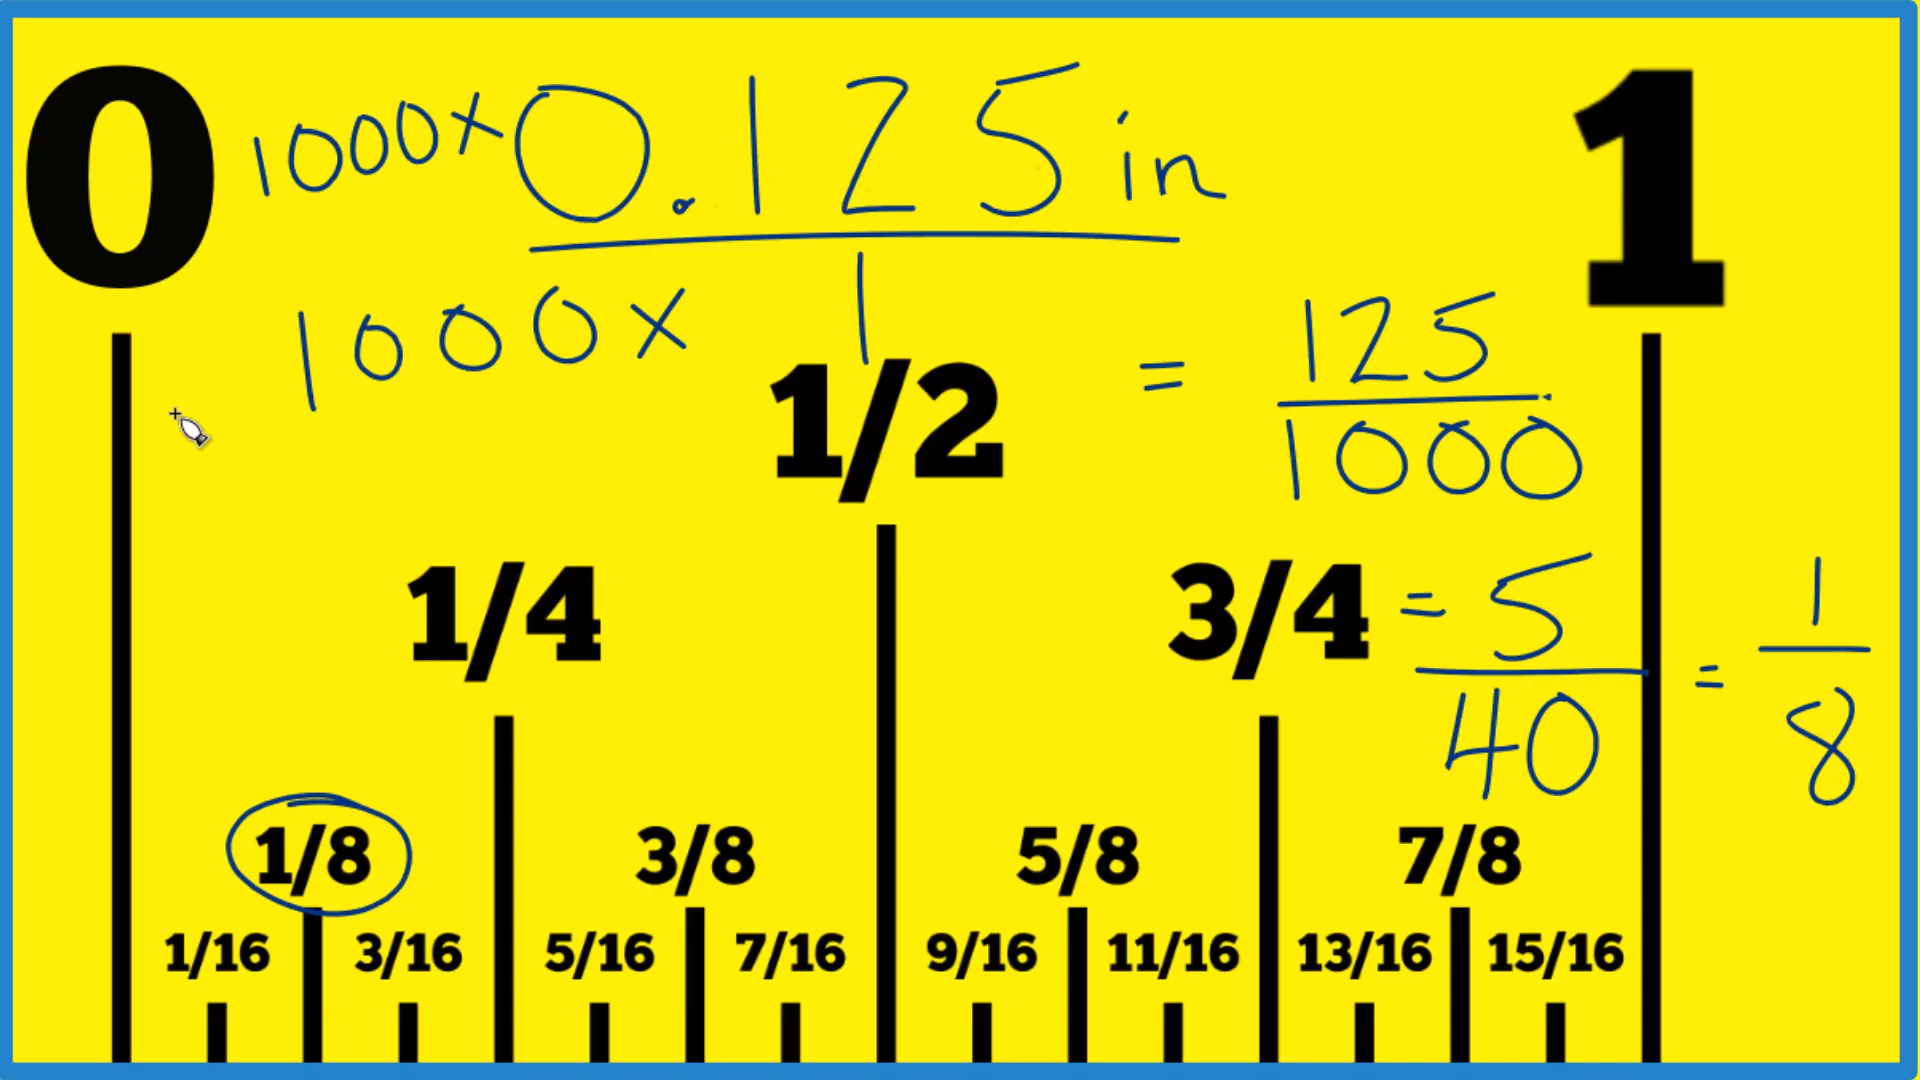 0 1
1000 × 0.125 in
1000 × 1
= 125
1000
1/2
1/4 3/4
= 5
40
= 1
8
1/8 3/8 5/8 7/8
1/16 3/16 5/16 7/16 9/16 11/16 13/16 15/16